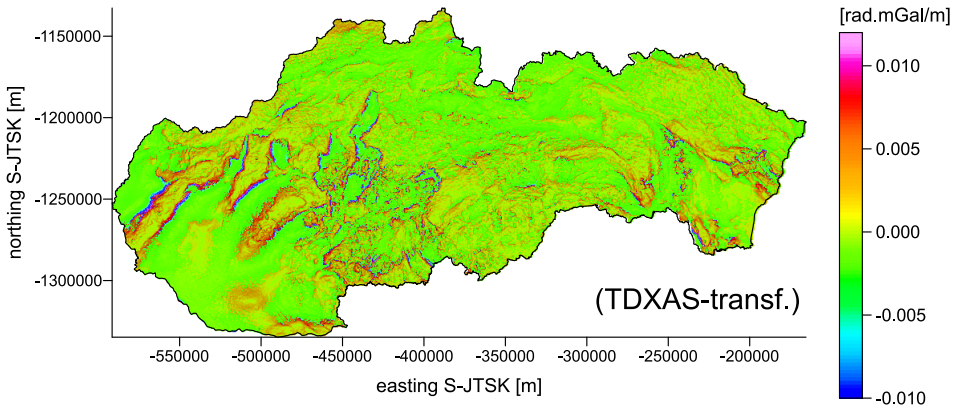 [rad.mGal/m]
-1150000
-1200000
-1250000
-1300000
northing S-JTSK [m]
0.010
0.005
0.000
-0.005
-0.010
(TDXAS-transf.)
-550000 -500000 -450000 -400000 -350000 -300000 -250000 -200000
easting S-JTSK [m]